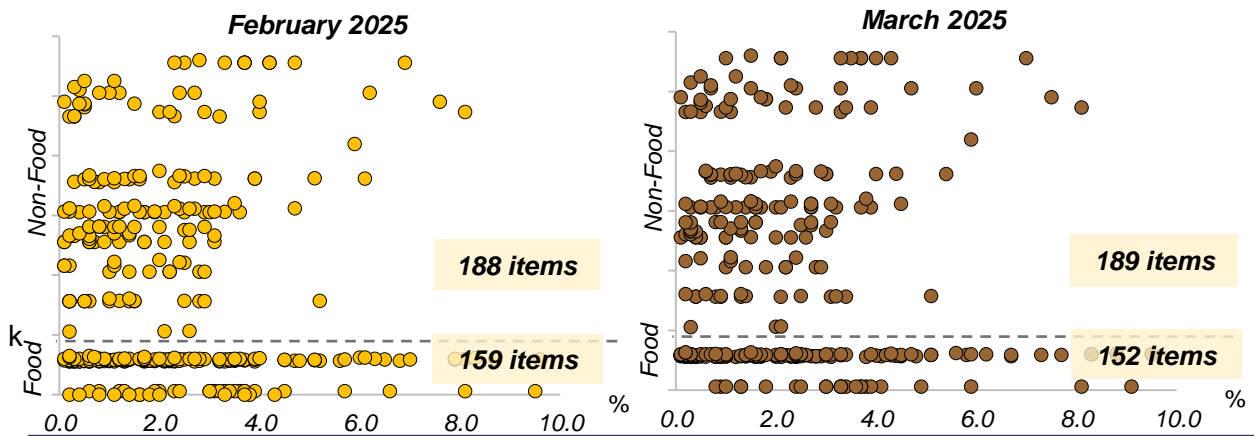 February 2025
Non-Food
Food
k
188 items
159 items
0.0 2.0 4.0 6.0 8.0 10.0
%
March 2025
Non-Food
Food
189 items
152 items
0.0 2.0 4.0 6.0 8.0 10.0
%